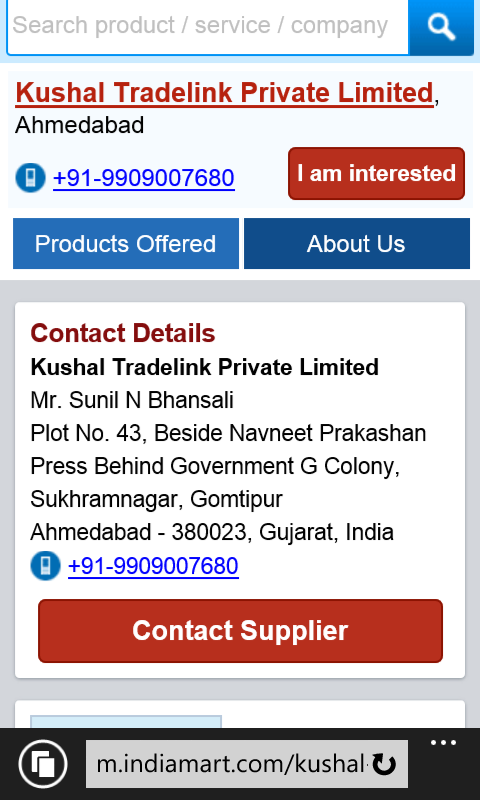 Search product / service / company
Kushal Tradelink Private Limited,
Ahmedabad
+91-9909007680
I am interested
Products Offered
About Us
Contact Details
Kushal Tradelink Private Limited
Mr. Sunil N Bhansali
Plot No. 43, Beside Navneet Prakashan
Press Behind Government G Colony,
Sukhramnagar, Gomtipur
Ahmedabad - 380023, Gujarat, India
+91-9909007680
Contact Supplier
m.indiamart.com/kushal-